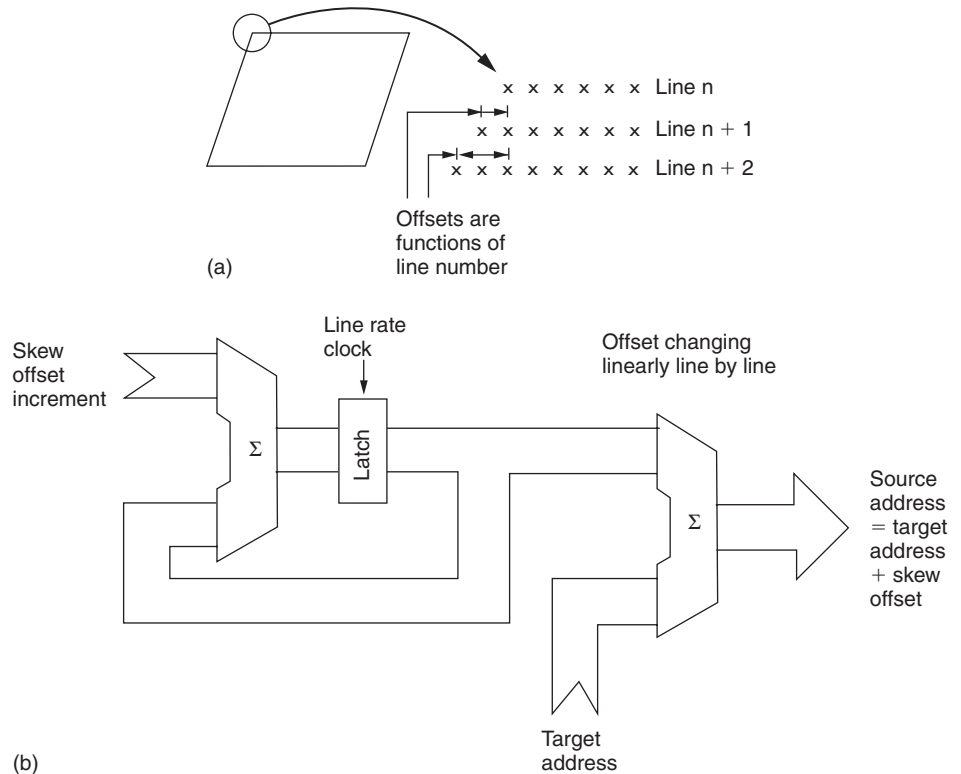 x x x x x x Line n
x x x x x x x Line n + 1
x x x x x x x x Line n + 2
Offsets are
functions of
line number
(a)
Skew
offset
increment
Line rate
clock
Offset changing
linearly line by line
Σ
Latch
Σ
Source
address
= target
address
+ skew
offset
Target
address
(b)